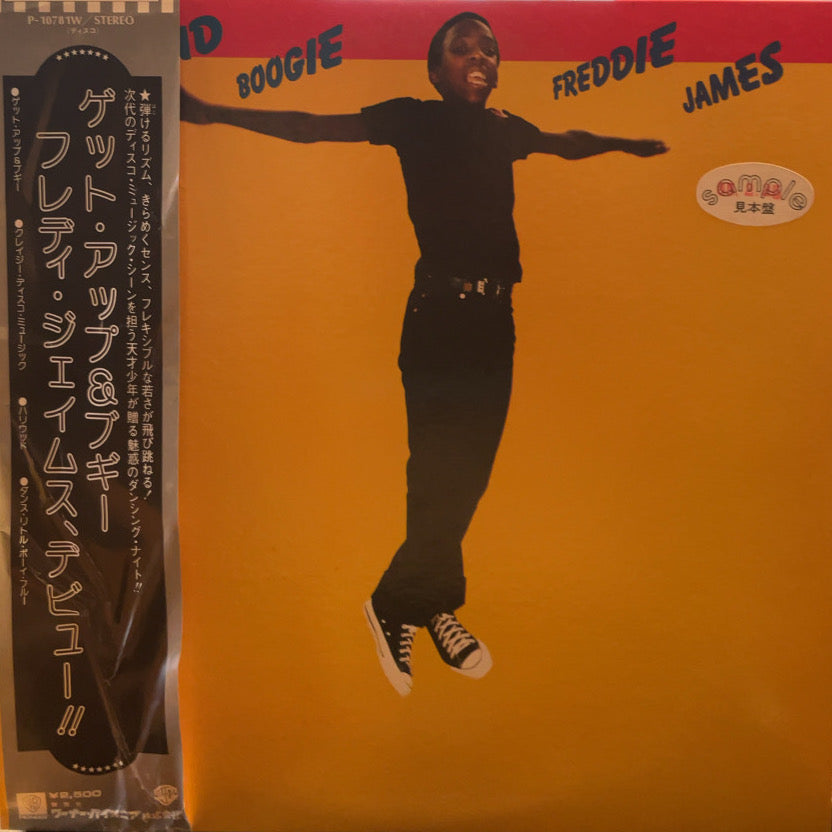 P-10781W/STEREO
(ディスコ)
★弾けるリズム、きらめくセンス、フレキシブルな若さが飛び跳ねる!
次代のディスコ・ミュージック・シーンを担う天才少年が贈る魅惑のダンシング・ナイト!!
ゲット・アップ&ブギー
フレディ・ジェイムス、デビュー!!
●ゲット・アップ&ブギー
●クレイジー・ディスコ・ミュージック
●ハリウッド
●ダンス・リトル・ボーイ・ブルー
¥2,500
ワーナー・パイオニア株式会社
BOOGIE
FREDDIE
JAMES
sample
見本盤